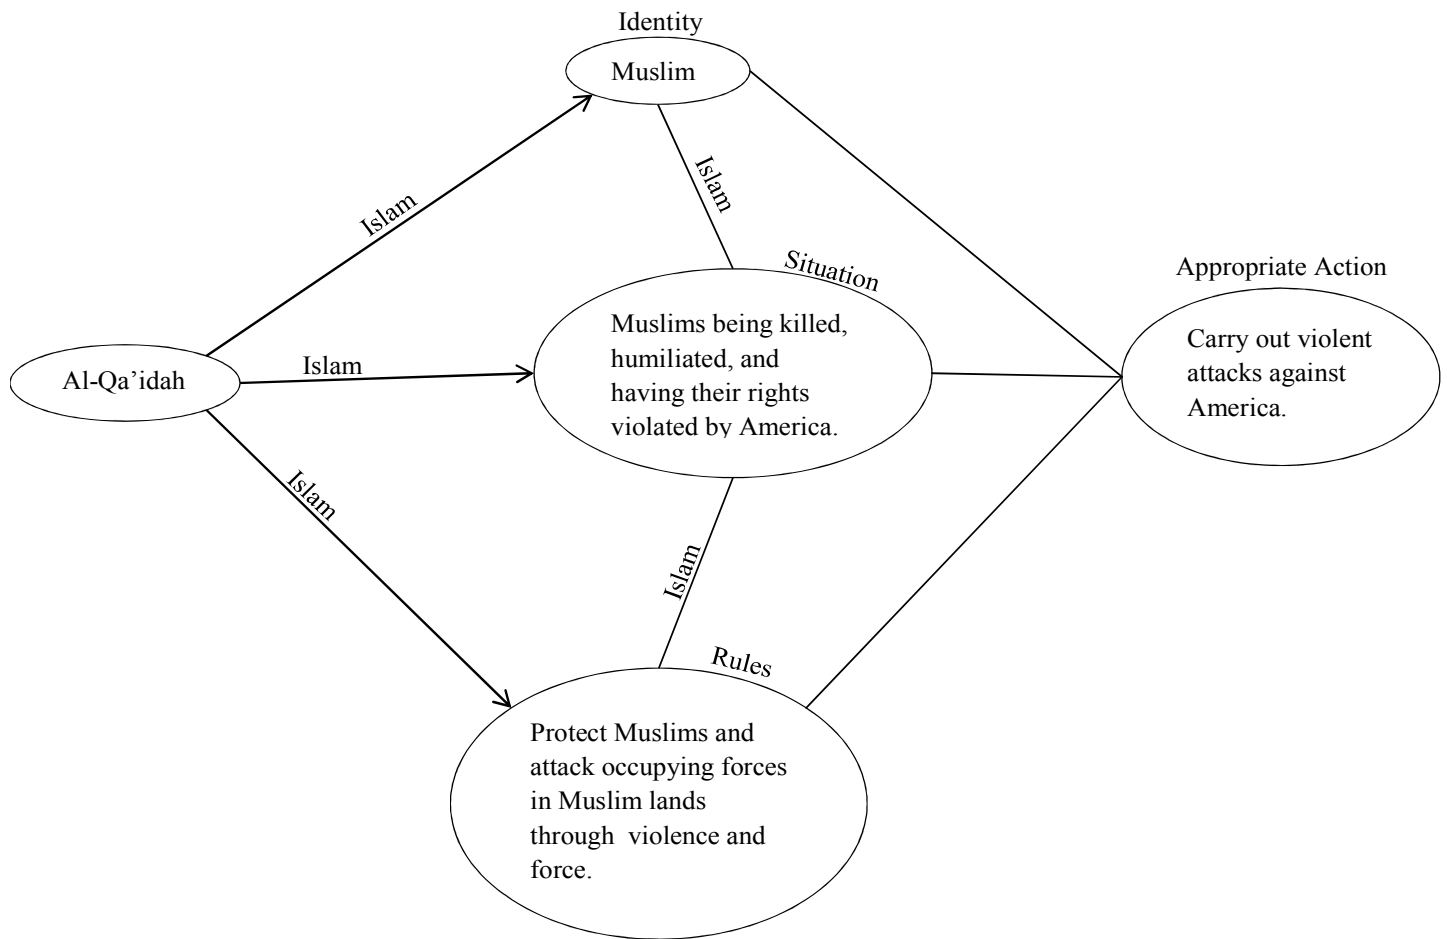 Identity
Muslim
Islam
Islam
Situation
Appropriate Action
Muslims being killed,
humiliated, and
having their rights
violated by America.
Carry out violent
attacks against
America.
Al-Qa’idah
Islam
Islam
Islam
Rules
Protect Muslims and
attack occupying forces
in Muslim lands
through  violence and
force.